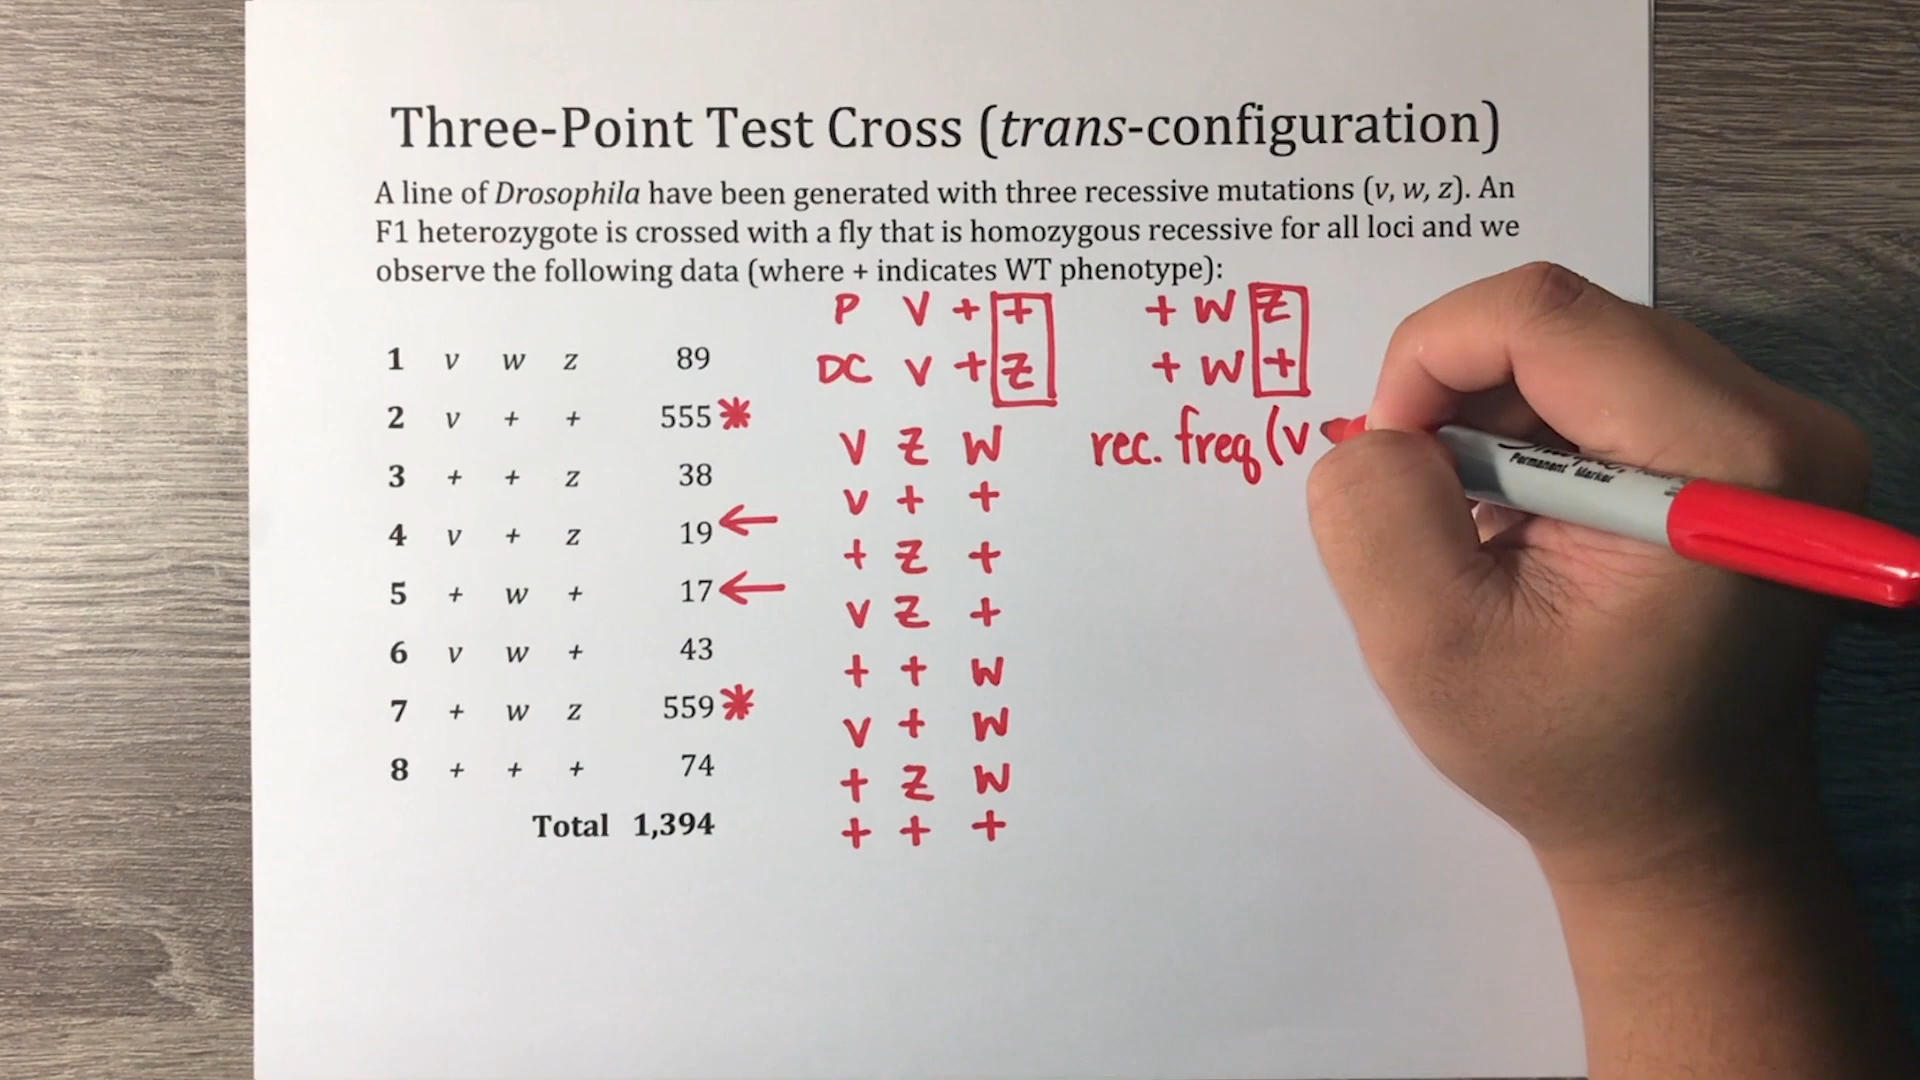 Three-Point Test Cross (trans-configuration)
A line of Drosophila have been generated with three recessive mutations (v, w, z). An
F1 heterozygote is crossed with a fly that is homozygous recessive for all loci and we
observe the following data (where + indicates WT phenotype):
P V + + + W Z
DC V + Z + W +
1 v w z 89
2 v + + 555 *
3 + + z 38
4 v + z 19 ←
5 + w + 17 ←
6 v w + 43
7 + w z 559 *
8 + + + 74
Total 1,394
V Z W
V + +
+ Z +
V Z +
+ + W
V + W
+ Z W
+ + +
rec. freq (v
Permanent Marker